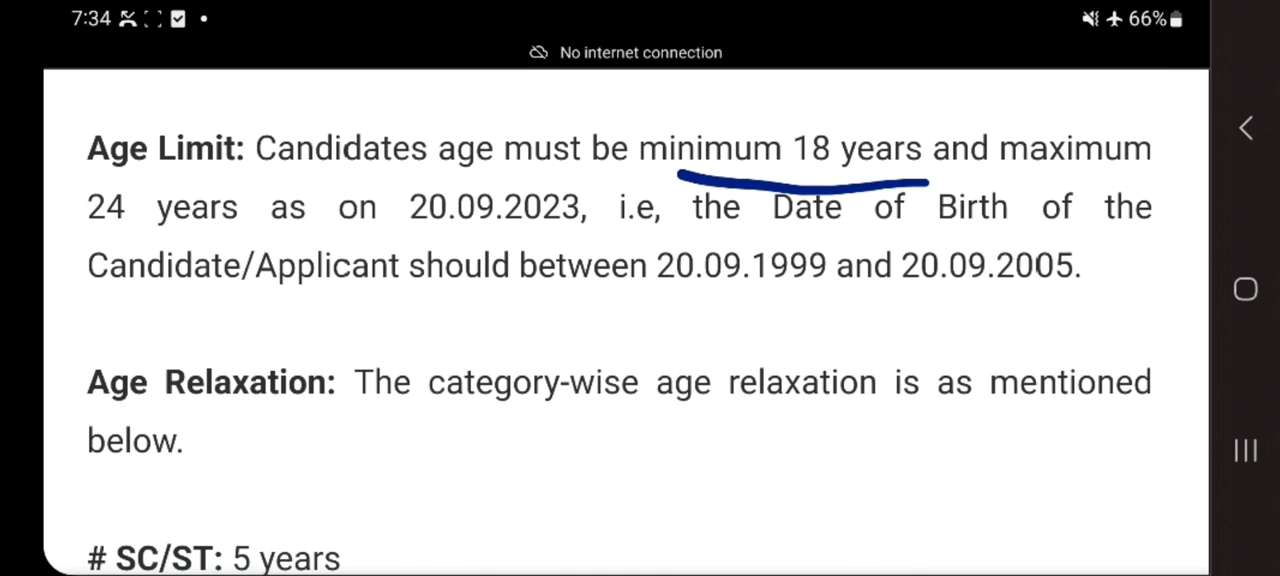 7:34
66%
No internet connection
Age Limit: Candidates age must be minimum 18 years and maximum
24 years as on 20.09.2023, i.e, the Date of Birth of the
Candidate/Applicant should between 20.09.1999 and 20.09.2005.
Age Relaxation: The category-wise age relaxation is as mentioned
below.
# SC/ST: 5 years